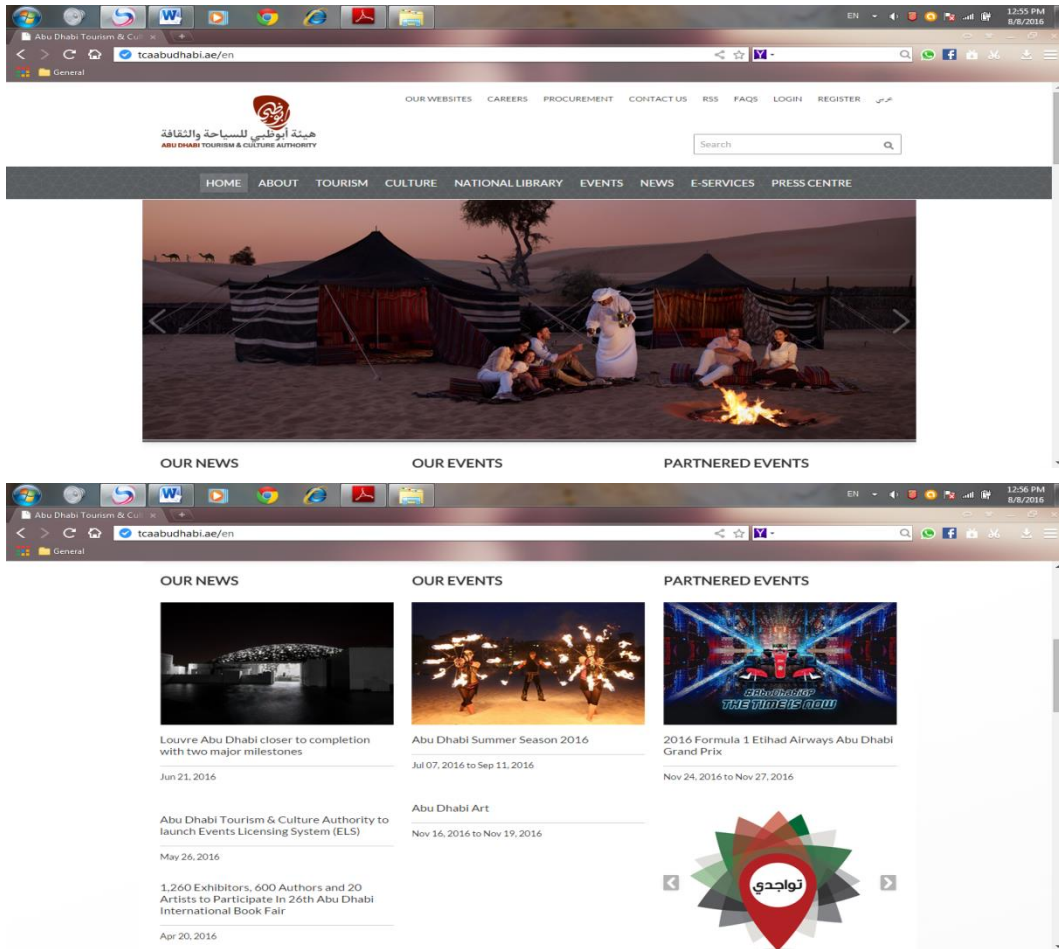 EN
12:55 PM
8/8/2016
Abu Dhabi Tourism & Cul
tcaabudhabi.ae/en
General
OUR WEBSITES CAREERS PROCUREMENT CONTACT US RSS FAQS LOGIN REGISTER عربي
هيئة أبوظبي للسياحة والثقافة
ABU DHABI TOURISM & CULTURE AUTHORITY
Search
HOME ABOUT TOURISM CULTURE NATIONAL LIBRARY EVENTS NEWS E-SERVICES PRESS CENTRE
OUR NEWS OUR EVENTS PARTNERED EVENTS
EN
12:56 PM
8/8/2016
Abu Dhabi Tourism & Cul
tcaabudhabi.ae/en
General
OUR NEWS
Louvre Abu Dhabi closer to completion
with two major milestones
Jun 21, 2016
Abu Dhabi Tourism & Culture Authority to
launch Events Licensing System (ELS)
May 26, 2016
1,260 Exhibitors, 600 Authors and 20
Artists to Participate In 26th Abu Dhabi
International Book Fair
Apr 20, 2016
OUR EVENTS
Abu Dhabi Summer Season 2016
Jul 07, 2016 to Sep 11, 2016
Abu Dhabi Art
Nov 16, 2016 to Nov 19, 2016
PARTNERED EVENTS
#AbuDhabiGP
THE TIME IS NOW
2016 Formula 1 Etihad Airways Abu Dhabi
Grand Prix
Nov 24, 2016 to Nov 27, 2016
تواجدي